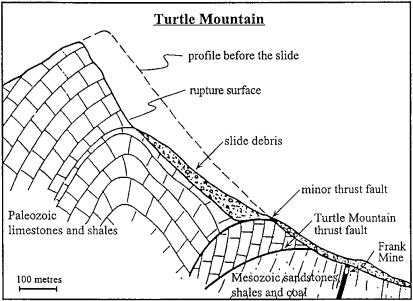 Turtle Mountain
profile before the slide
rupture surface
slide debris
minor thrust fault
Turtle Mountain
thrust fault
Frank
Mine
Paleozoic
limestones and shales
Mesozoic sandstones
shales and coal
100 metres